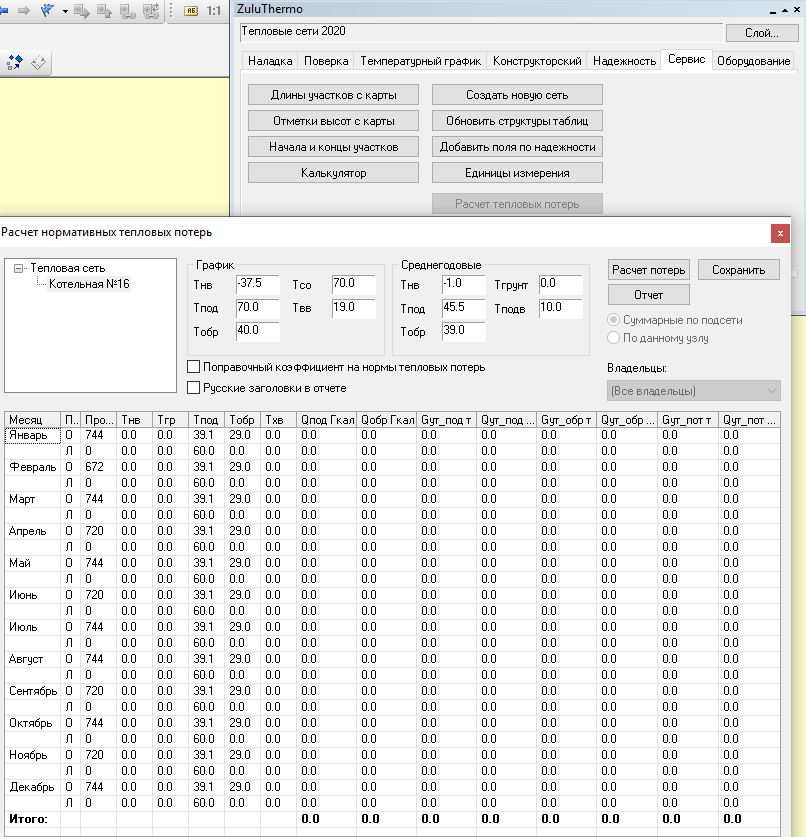 ZuluThermo
АБ 1:1
Тепловые сети 2020 Слой...
Наладка Поверка Температурный график Конструкторский Надежность Сервис Оборудование
Длины участков с карты Создать новую сеть
Отметки высот с карты Обновить структуры таблиц
Начала и концы участков Добавить поля по надежности
Калькулятор Единицы измерения
Расчет тепловых потерь
Расчет нормативных тепловых потерь x
Тепловая сеть
Котельная №16
График
Тнв -37.5 Тсо 70.0
Тпод 70.0 Твв 19.0
Тобр 40.0
Среднегодовые
Тнв -1.0 Тгрунт 0.0
Тпод 45.5 Тподв 10.0
Тобр 39.0
Расчет потерь Сохранить
Отчет
Суммарные по подсети
По данному узлу
Владельцы:
(Все владельцы)
Поправочный коэффициент на нормы тепловых потерь
Русские заголовки в отчете
Месяц П.. Про... Тнв Тгр Тпод Тобр Тхв Qпод Гкал Qобр Гкал Gут_под т Qут_под ... Gут_обр т Qут_обр ... Gут_пот т Qут_пот ...
Январь О 744 0.0 0.0 39.1 29.0 0.0 0.0 0.0 0.0 0.0 0.0 0.0 0.0 0.0
Л 0 0.0 0.0 60.0 0.0 0.0 0.0 0.0 0.0 0.0 0.0 0.0 0.0 0.0
Февраль О 672 0.0 0.0 39.1 29.0 0.0 0.0 0.0 0.0 0.0 0.0 0.0 0.0 0.0
Л 0 0.0 0.0 60.0 0.0 0.0 0.0 0.0 0.0 0.0 0.0 0.0 0.0 0.0
Март О 744 0.0 0.0 39.1 29.0 0.0 0.0 0.0 0.0 0.0 0.0 0.0 0.0 0.0
Л 0 0.0 0.0 60.0 0.0 0.0 0.0 0.0 0.0 0.0 0.0 0.0 0.0 0.0
Апрель О 720 0.0 0.0 39.1 29.0 0.0 0.0 0.0 0.0 0.0 0.0 0.0 0.0 0.0
Л 0 0.0 0.0 60.0 0.0 0.0 0.0 0.0 0.0 0.0 0.0 0.0 0.0 0.0
Май О 744 0.0 0.0 39.1 29.0 0.0 0.0 0.0 0.0 0.0 0.0 0.0 0.0 0.0
Л 0 0.0 0.0 60.0 0.0 0.0 0.0 0.0 0.0 0.0 0.0 0.0 0.0 0.0
Июнь О 720 0.0 0.0 39.1 29.0 0.0 0.0 0.0 0.0 0.0 0.0 0.0 0.0 0.0
Л 0 0.0 0.0 60.0 0.0 0.0 0.0 0.0 0.0 0.0 0.0 0.0 0.0 0.0
Июль О 744 0.0 0.0 39.1 29.0 0.0 0.0 0.0 0.0 0.0 0.0 0.0 0.0 0.0
Л 0 0.0 0.0 60.0 0.0 0.0 0.0 0.0 0.0 0.0 0.0 0.0 0.0 0.0
Август О 744 0.0 0.0 39.1 29.0 0.0 0.0 0.0 0.0 0.0 0.0 0.0 0.0 0.0
Л 0 0.0 0.0 60.0 0.0 0.0 0.0 0.0 0.0 0.0 0.0 0.0 0.0 0.0
Сентябрь О 720 0.0 0.0 39.1 29.0 0.0 0.0 0.0 0.0 0.0 0.0 0.0 0.0 0.0
Л 0 0.0 0.0 60.0 0.0 0.0 0.0 0.0 0.0 0.0 0.0 0.0 0.0 0.0
Октябрь О 744 0.0 0.0 39.1 29.0 0.0 0.0 0.0 0.0 0.0 0.0 0.0 0.0 0.0
Л 0 0.0 0.0 60.0 0.0 0.0 0.0 0.0 0.0 0.0 0.0 0.0 0.0 0.0
Ноябрь О 720 0.0 0.0 39.1 29.0 0.0 0.0 0.0 0.0 0.0 0.0 0.0 0.0 0.0
Л 0 0.0 0.0 60.0 0.0 0.0 0.0 0.0 0.0 0.0 0.0 0.0 0.0 0.0
Декабрь О 744 0.0 0.0 39.1 29.0 0.0 0.0 0.0 0.0 0.0 0.0 0.0 0.0 0.0
Л 0 0.0 0.0 60.0 0.0 0.0 0.0 0.0 0.0 0.0 0.0 0.0 0.0 0.0
Итого: 0.0 0.0 0.0 0.0 0.0 0.0 0.0 0.0